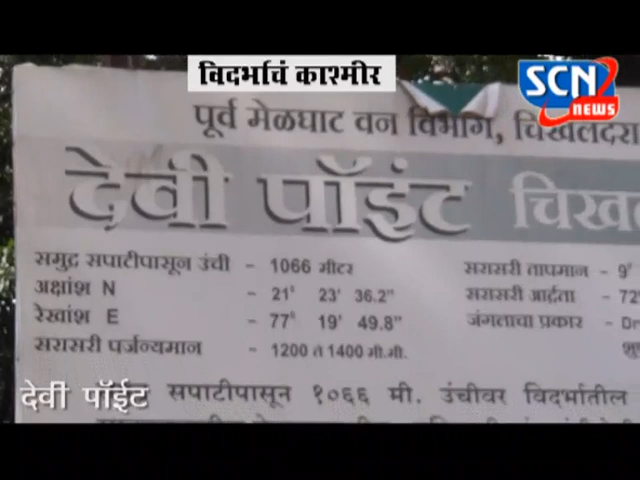 विदर्भाचं काश्मीर
SCN
NEWS
पूर्व मेळघाट वन विभाग, चिखलदरा
देवी पॉइंट चिखल
समुद्र सपाटीपासून उंची - 1066 मीटर
सरासरी तापमान - 9°
अक्षांश N - 21° 23' 36.2"
सरासरी आर्द्रता - 72
रेखांश E - 77° 19' 49.8"
जंगलाचा प्रकार - Dr
सरासरी पर्जन्यमान - 1200 ते 1400 मी.मी.
देवी पॉईट
सपाटीपासून १०६६ मी. उंचीवर विदर्भातील